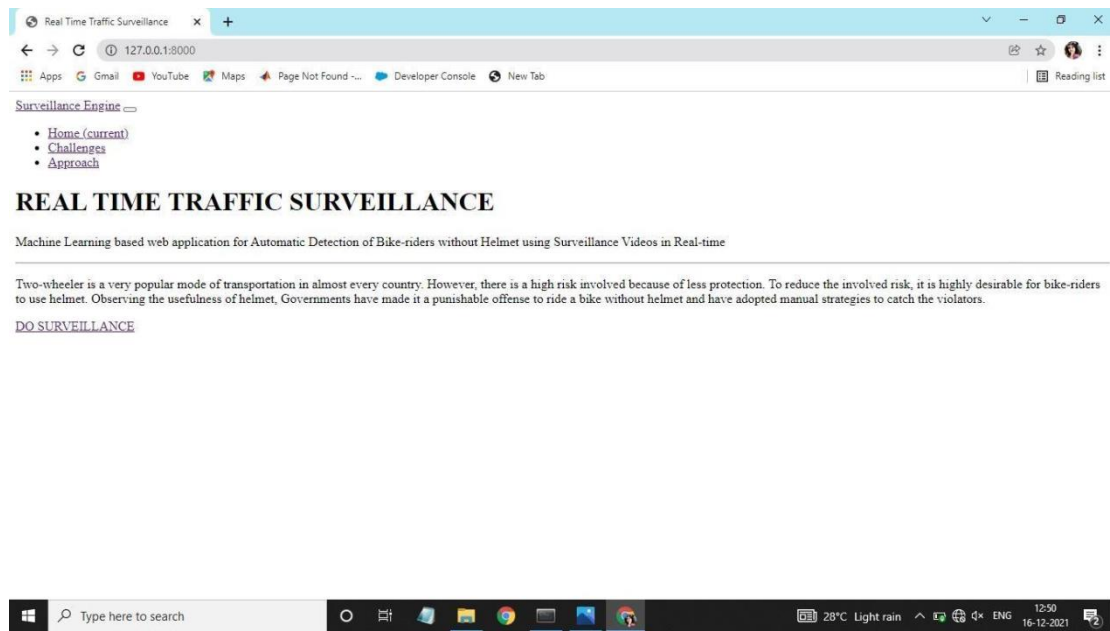 Real Time Traffic Surveillance
127.0.0.1:8000
Apps Gmail YouTube Maps Page Not Found -... Developer Console New Tab Reading list
Surveillance Engine
Home (current)
Challenges
Approach
REAL TIME TRAFFIC SURVEILLANCE
Machine Learning based web application for Automatic Detection of Bike-riders without Helmet using Surveillance Videos in Real-time
Two-wheeler is a very popular mode of transportation in almost every country. However, there is a high risk involved because of less protection. To reduce the involved risk, it is highly desirable for bike-riders
to use helmet. Observing the usefulness of helmet, Governments have made it a punishable offense to ride a bike without helmet and have adopted manual strategies to catch the violators.
DO SURVEILLANCE
Type here to search 28°C Light rain ENG 12:50
16-12-2021 2